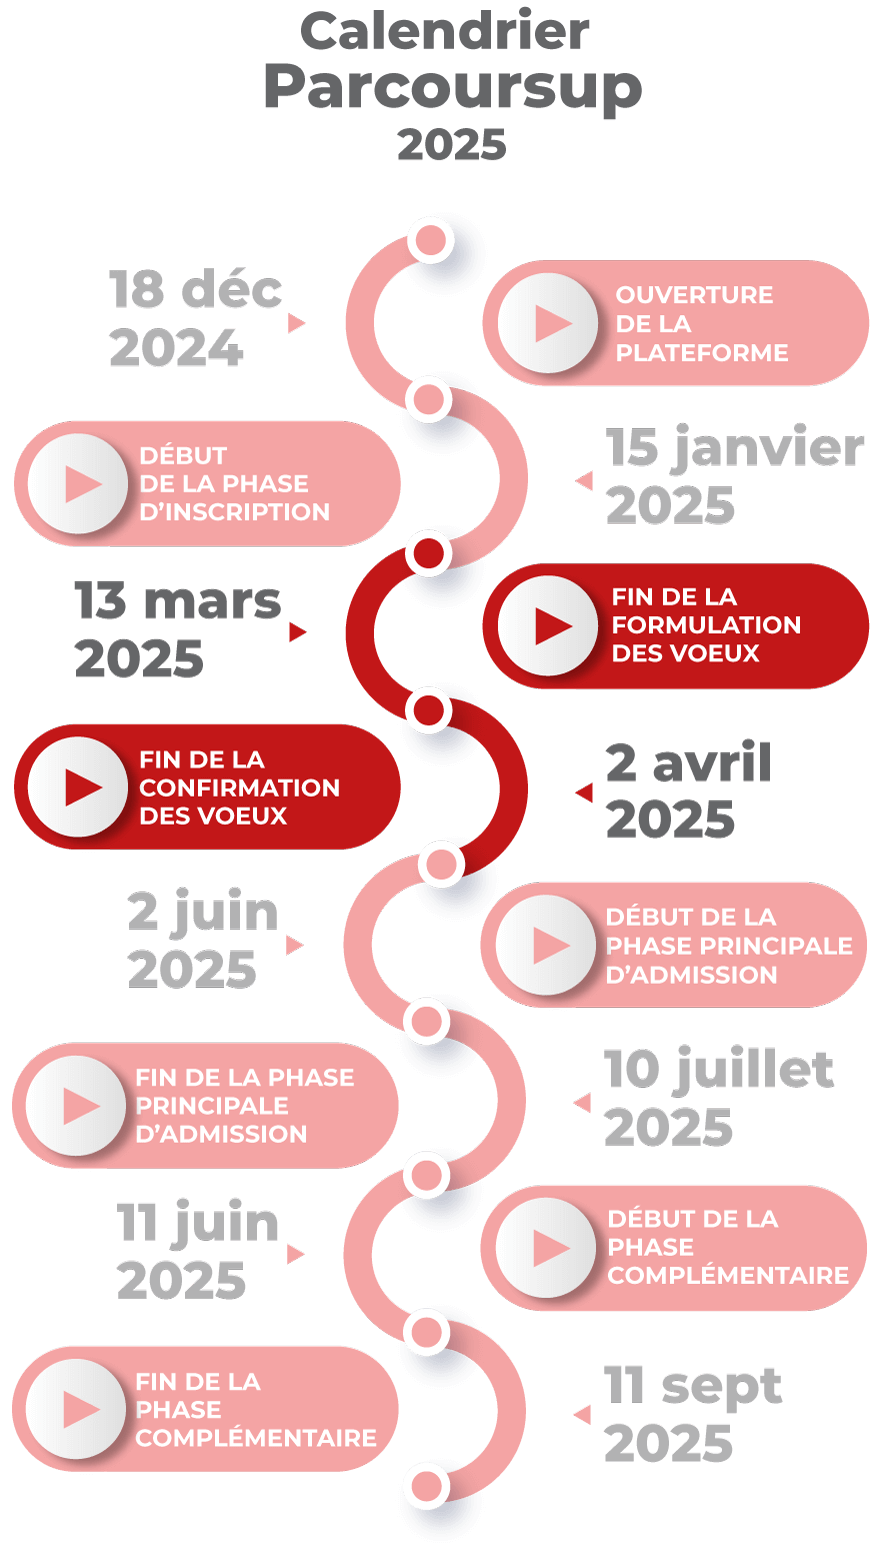 Calendrier
Parcoursup
2025
18 déc
2024
OUVERTURE
DE LA
PLATEFORME
DÉBUT
DE LA PHASE
D'INSCRIPTION
15 janvier
2025
13 mars
2025
FIN DE LA
FORMULATION
DES VOEUX
FIN DE LA
CONFIRMATION
DES VOEUX
2 avril
2025
2 juin
2025
DÉBUT DE LA
PHASE PRINCIPALE
D'ADMISSION
FIN DE LA PHASE
PRINCIPALE
D'ADMISSION
10 juillet
2025
11 juin
2025
DÉBUT DE LA
PHASE
COMPLÉMENTAIRE
FIN DE LA
PHASE
COMPLÉMENTAIRE
11 sept
2025